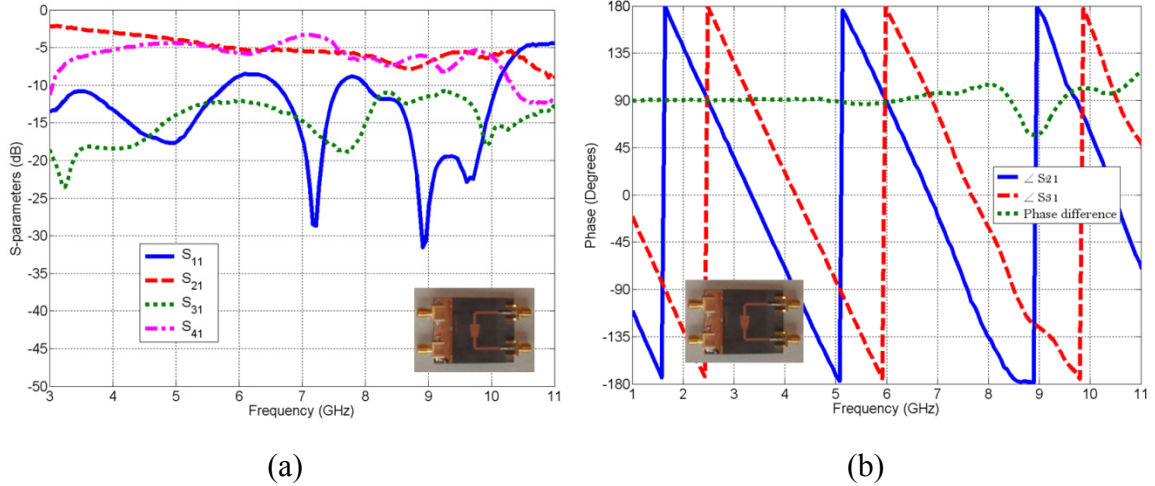 (a)
-0
-5
-10
-15
-20
-25
-30
-35
-40
-45
-50
S-parameters (dB)
S11
S21
S31
S41
3 4 5 6 7 8 9 10 11
Frequency (GHz)
(b)
180
135
90
45
0
-45
-90
-135
-180
Phase (Degrees)
∠ S21
∠ S31
Phase difference
1 2 3 4 5 6 7 8 9 10 11
Frequency (GHz)
(a)
(b)